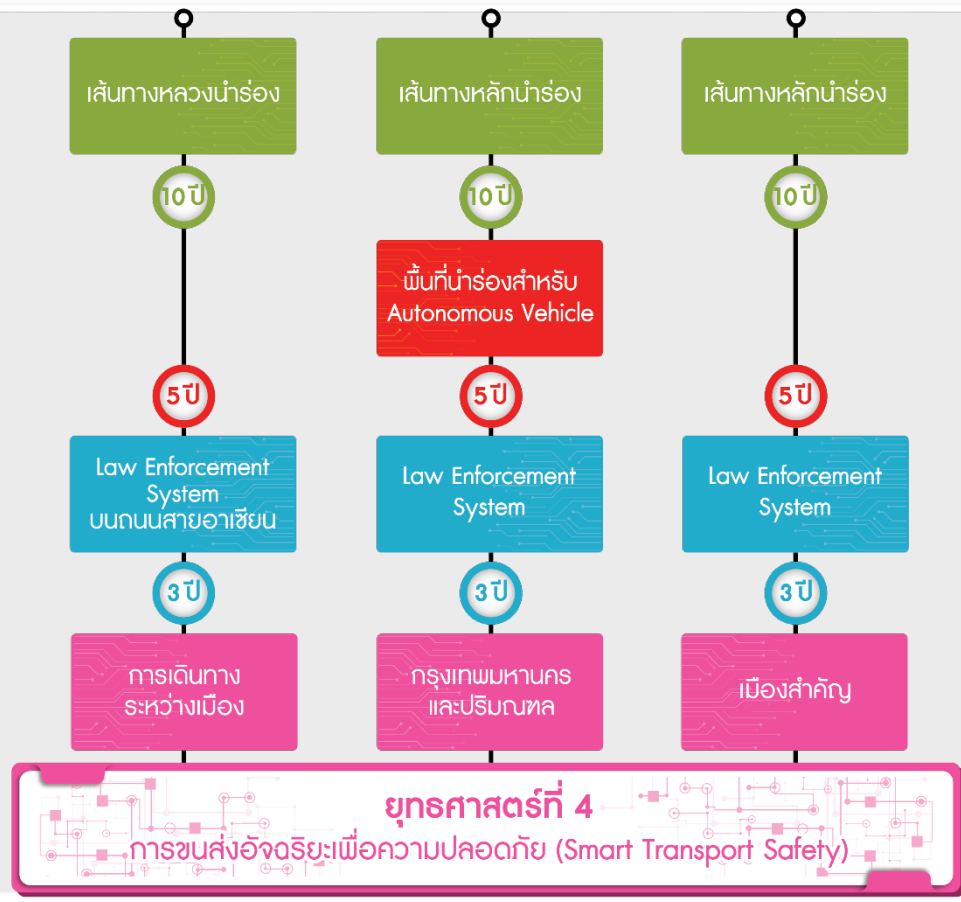 เส้นทางหลวงนำร่อง
เส้นทางหลักนำร่อง
เส้นทางหลักนำร่อง
10 ปี
10 ปี
10 ปี
พื้นที่นำร่องสำหรับ
Autonomous Vehicle
5 ปี
5 ปี
5 ปี
Law Enforcement
System
บนถนนสายอาเซียน
Law Enforcement
System
Law Enforcement
System
3 ปี
3 ปี
3 ปี
การเดินทาง
ระหว่างเมือง
กรุงเทพมหานคร
และปริมณฑล
เมืองสำคัญ
ยุทธศาสตร์ที่ 4
การขนส่งอัจฉริยะเพื่อความปลอดภัย (Smart Transport Safety)